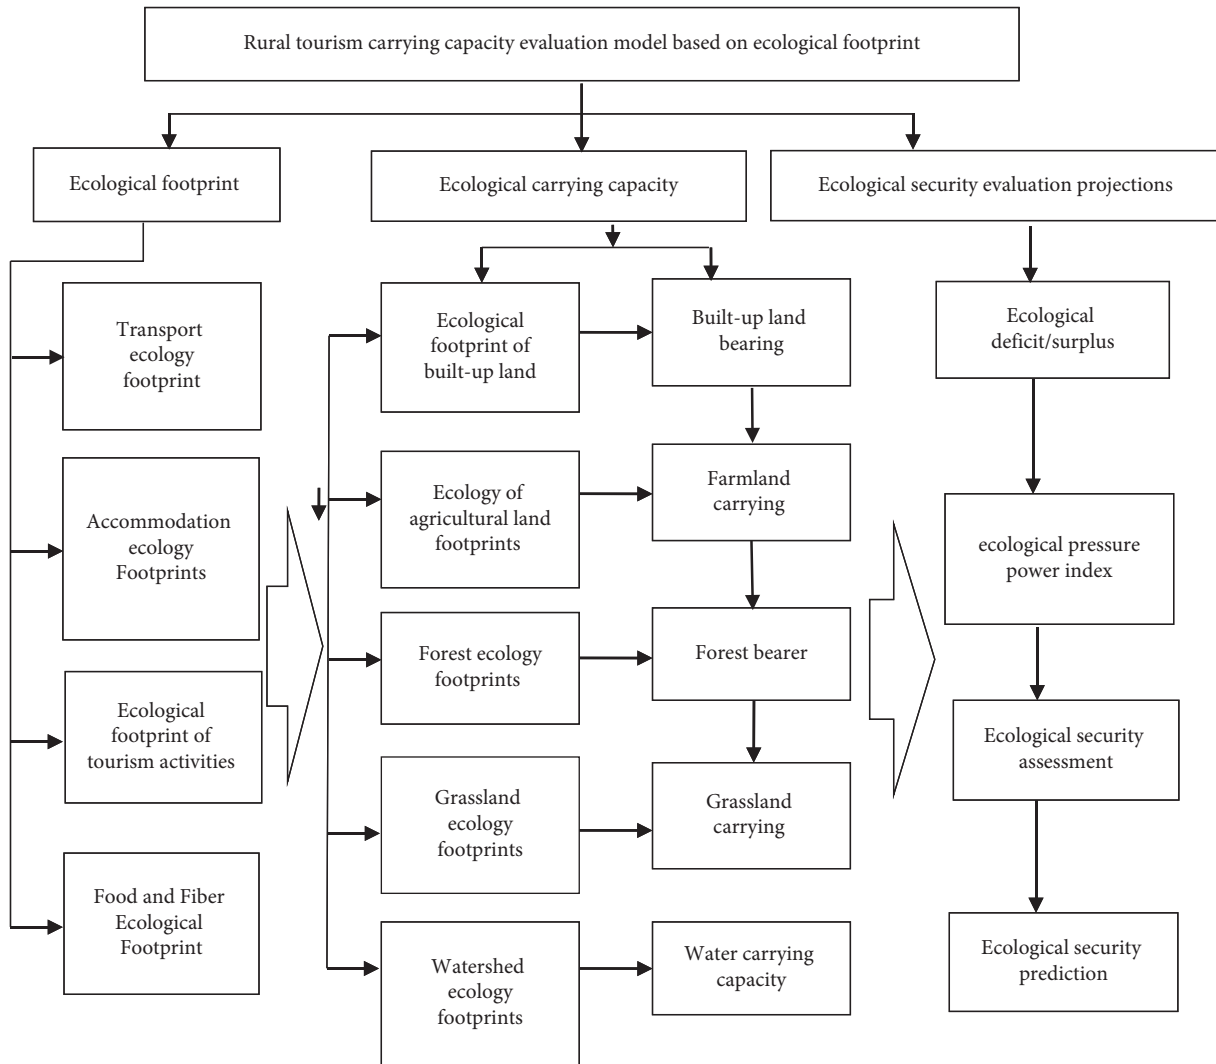 Rural tourism carrying capacity evaluation model based on ecological footprint
Ecological footprint
Ecological carrying capacity
Ecological security evaluation projections
Transport
ecology
footprint
Accommodation
ecology
Footprints
Ecological
footprint of
tourism activities
Food and Fiber
Ecological
Footprint
Ecological
footprint of
built-up land
Ecology of
agricultural land
footprints
Forest ecology
footprints
Grassland
ecology
footprints
Watershed
ecology
footprints
Built-up land
bearing
Farmland
carrying
Forest bearer
Grassland
carrying
Water carrying
capacity
Ecological
deficit/surplus
ecological pressure
power index
Ecological security
assessment
Ecological security
prediction